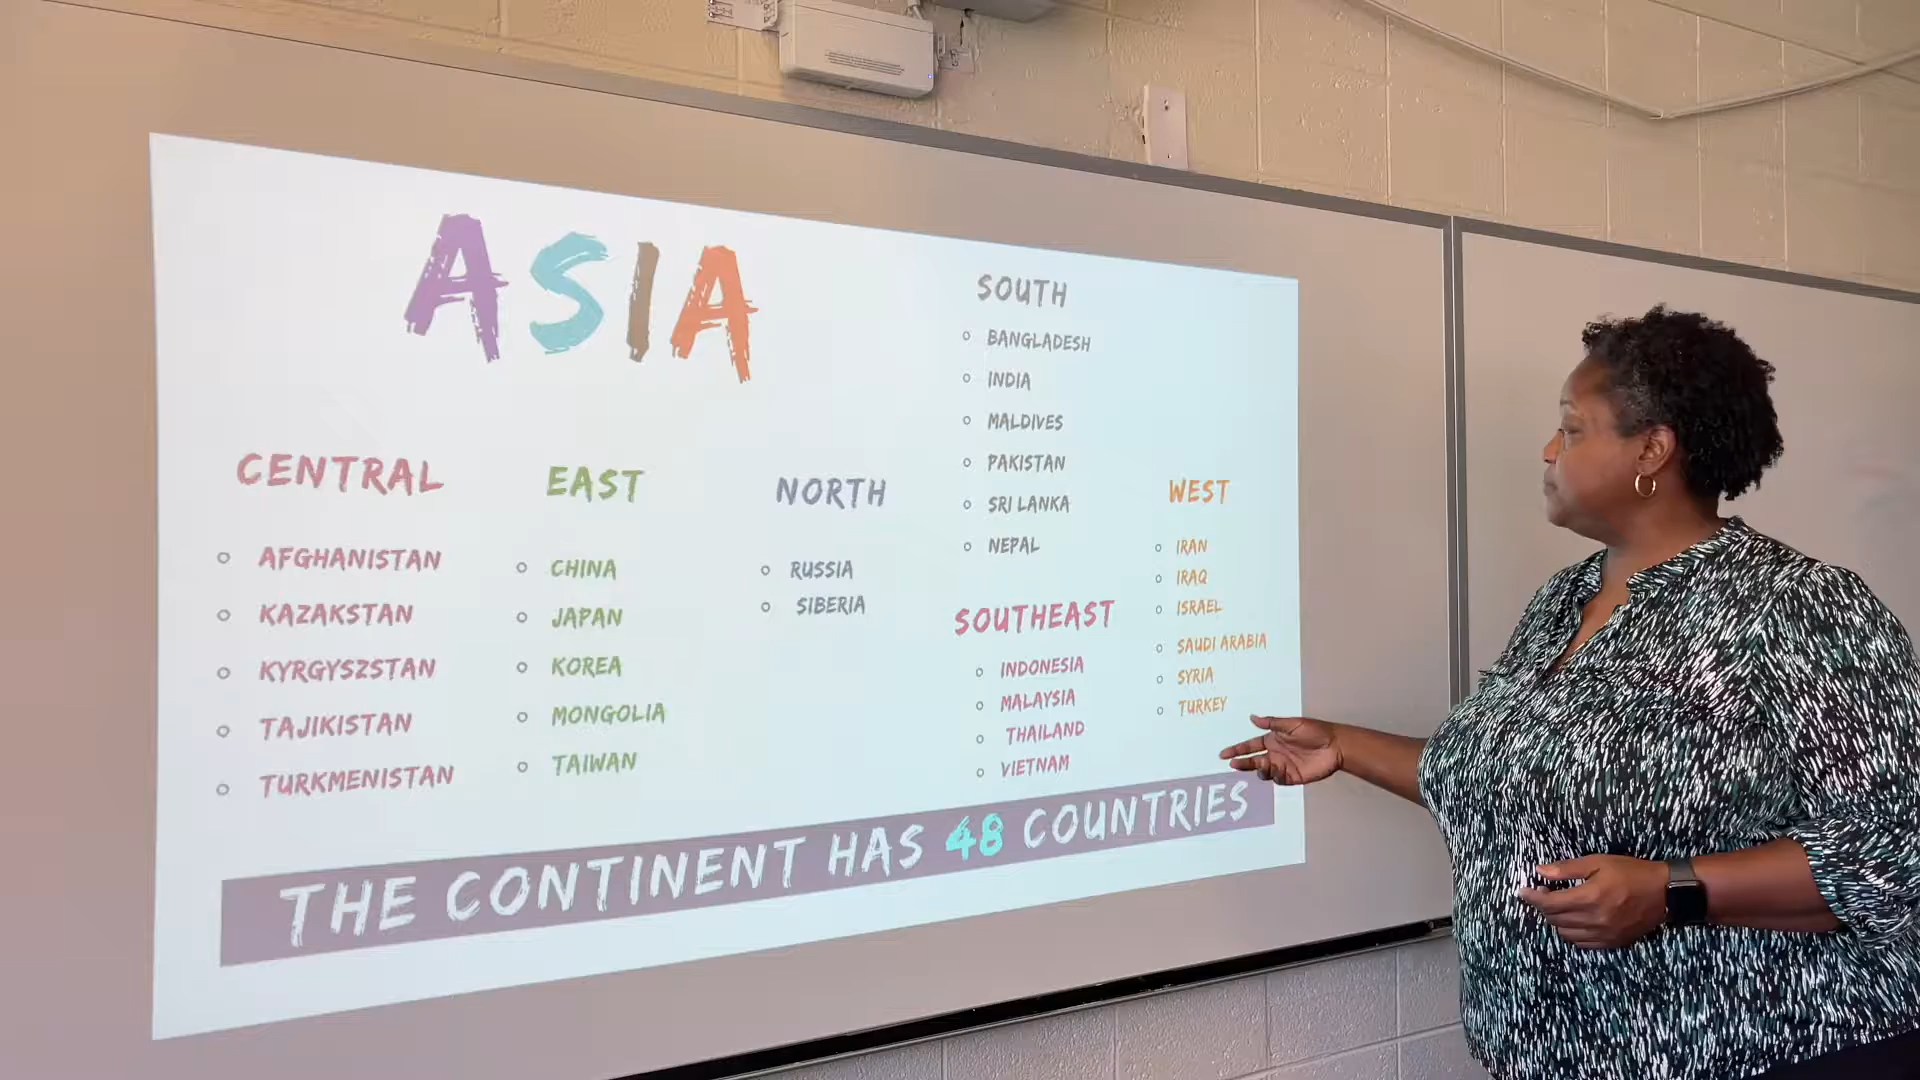 ASIA
CENTRAL
AFGHANISTAN
KAZAKSTAN
KYRGYSZSTAN
TAJIKISTAN
TURKMENISTAN
EAST
CHINA
JAPAN
KOREA
MONGOLIA
TAIWAN
NORTH
RUSSIA
SIBERIA
SOUTH
BANGLADESH
INDIA
MALDIVES
PAKISTAN
SRI LANKA
NEPAL
SOUTHEAST
INDONESIA
MALAYSIA
THAILAND
VIETNAM
WEST
IRAN
IRAQ
ISRAEL
SAUDI ARABIA
SYRIA
TURKEY
THE CONTINENT HAS 48 COUNTRIES